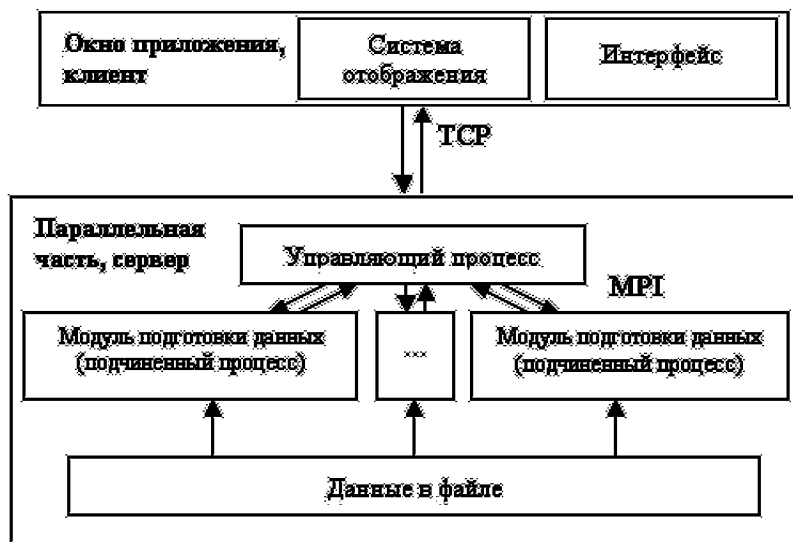 Окно приложения,
клиент
Система
отображения
Интерфейс
TCP
Параллельная
часть, сервер
Управляющий процесс
MPI
Модуль подготовки данных
(подчиненный процесс)
...
Модуль подготовки данных
(подчиненный процесс)
Данные в файле